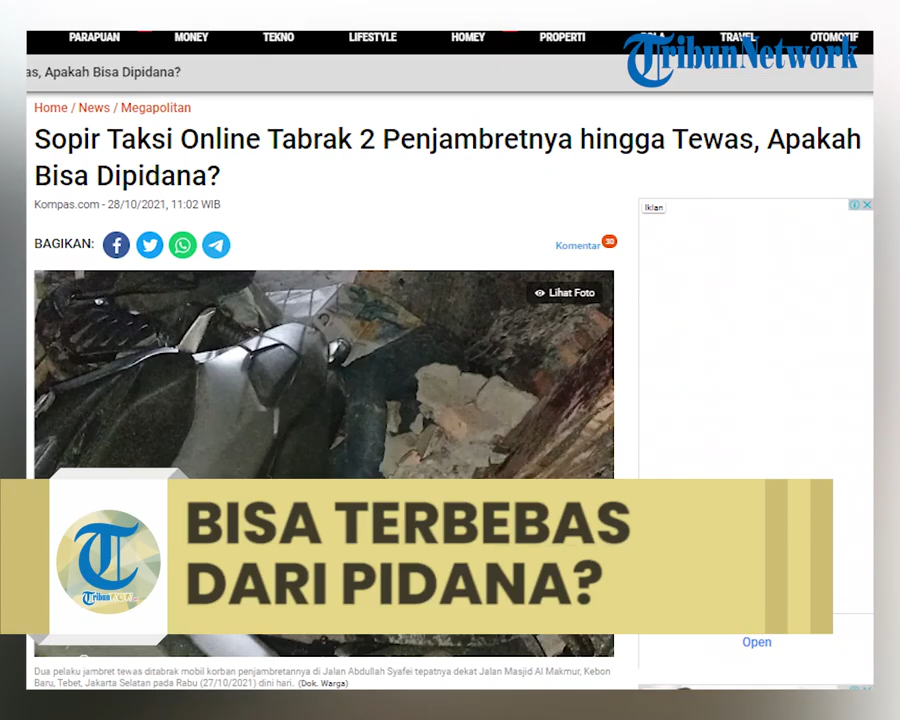 PARAPUAN MONEY TEKNO LIFESTYLE HOMEY PROPERTI BOLA TRAVEL OTOMOTIF
TribunNetwork
as, Apakah Bisa Dipidana?
Home / News / Megapolitan
Sopir Taksi Online Tabrak 2 Penjambretnya hingga Tewas, Apakah
Bisa Dipidana?
Kompas.com - 28/10/2021, 11:02 WIB
Iklan
BAGIKAN:
Komentar 30
Lihat Foto
BISA TERBEBAS
DARI PIDANA?
Tribun
Open
Dua pelaku jambret tewas ditabrak mobil korban penjambretannya di Jalan Abdullah Syafei tepatnya dekat Jalan Masjid Al Makmur, Kebon
Baru, Tebet, Jakarta Selatan pada Rabu (27/10/2021) dini hari. (Dok. Warga)